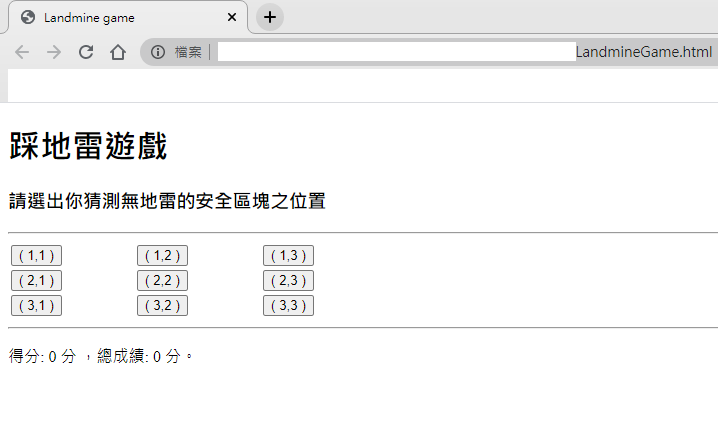 Landmine game
檔案 LandmineGame.html
踩地雷遊戲
請選出你猜測無地雷的安全區塊之位置
( 1,1 ) ( 1,2 ) ( 1,3 )
( 2,1 ) ( 2,2 ) ( 2,3 )
( 3,1 ) ( 3,2 ) ( 3,3 )
得分: 0 分 ，總成績: 0 分。